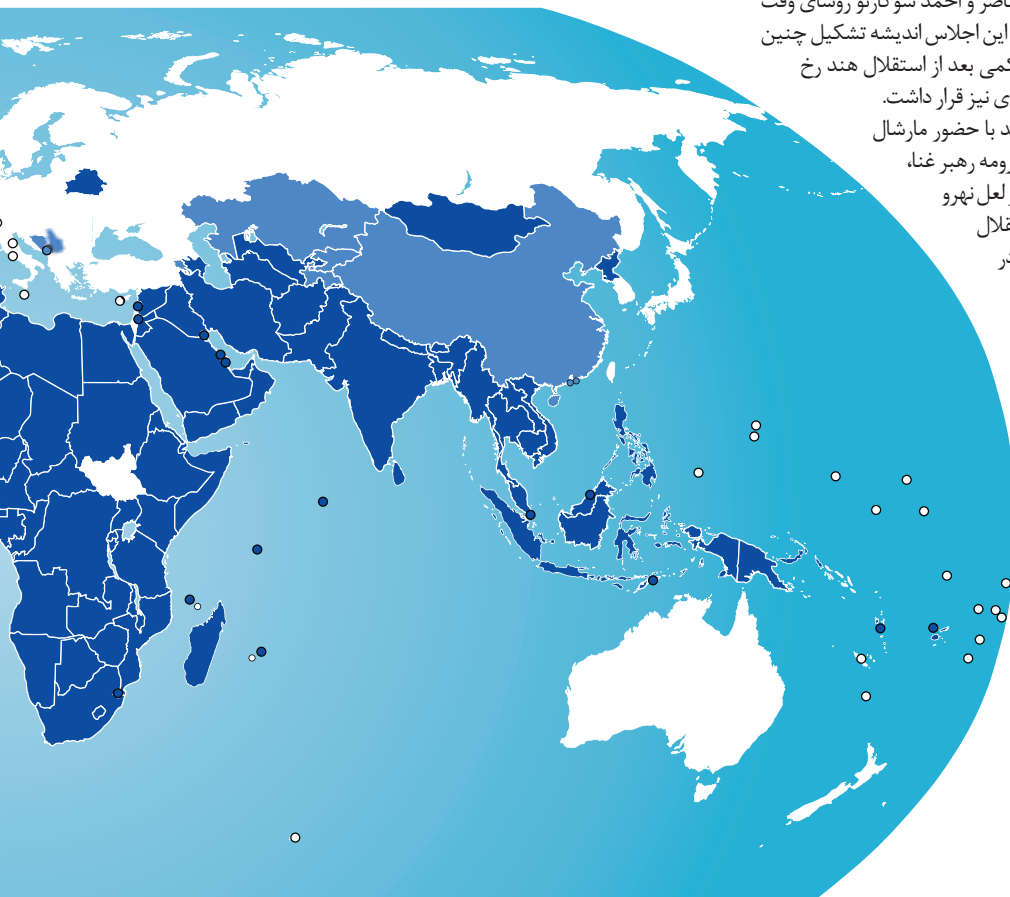 ناصر و احمد سوکارنو روسای وقت
این اجلاس اندیشه تشکیل چنین
کمی بعد از استقلال هند رخ
ی نیز قرار داشت.
د با حضور مارشال
رومه رهبر غنا،
لعل نهرو
قلال
در